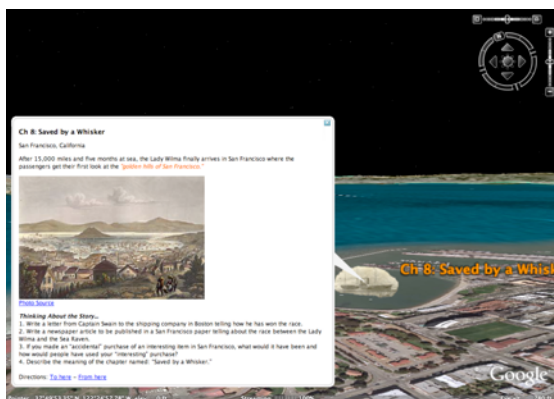 Ch 8: Saved by a Whisker
San Francisco, California
After 15,000 miles and five months at sea, the Lady Wilma finally arrives in San Francisco where the
passengers get their first look at the "golden hills of San Francisco."
Photo Source
Thinking About the Story...
1. Write a letter from Captain Swain to the shipping company in Boston telling how he has won the race.
2. Write a newspaper article to be published in a San Francisco paper telling about the race between the Lady
Wilma and the Sea Raven.
3. If you made an "accidental" purchase of an interesting item in San Francisco, what would it have been and
how would people have used your "interesting" purchase?
4. Describe the meaning of the chapter named: "Saved by a Whisker."
Directions: To here - From here
Ch 8: Saved by a Whisk
Google